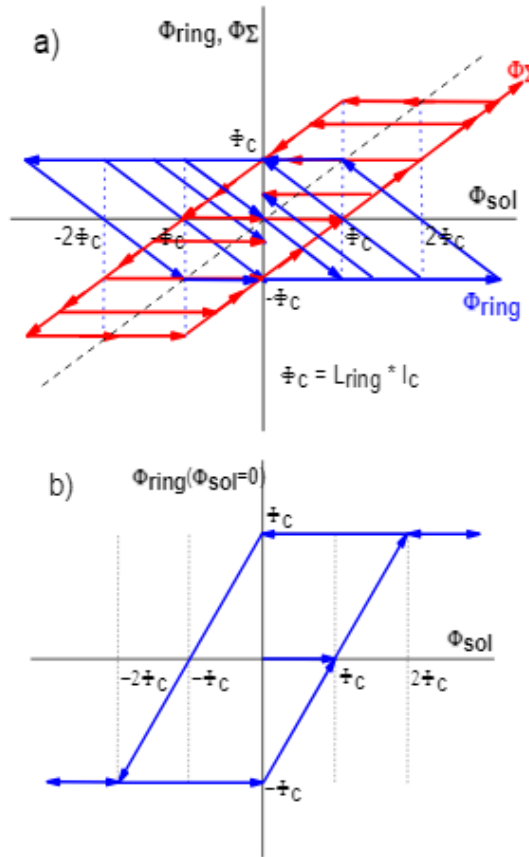 a)
Φring, ΦΣ
ΦΣ
Φc
Φsol
-2Φc
-Φc
Φc
2Φc
-Φc
Φring
Φc = Lring * Ic
b)
Φring(Φsol=0)
Φc
Φsol
−2Φc
−Φc
Φc
2Φc
−Φc